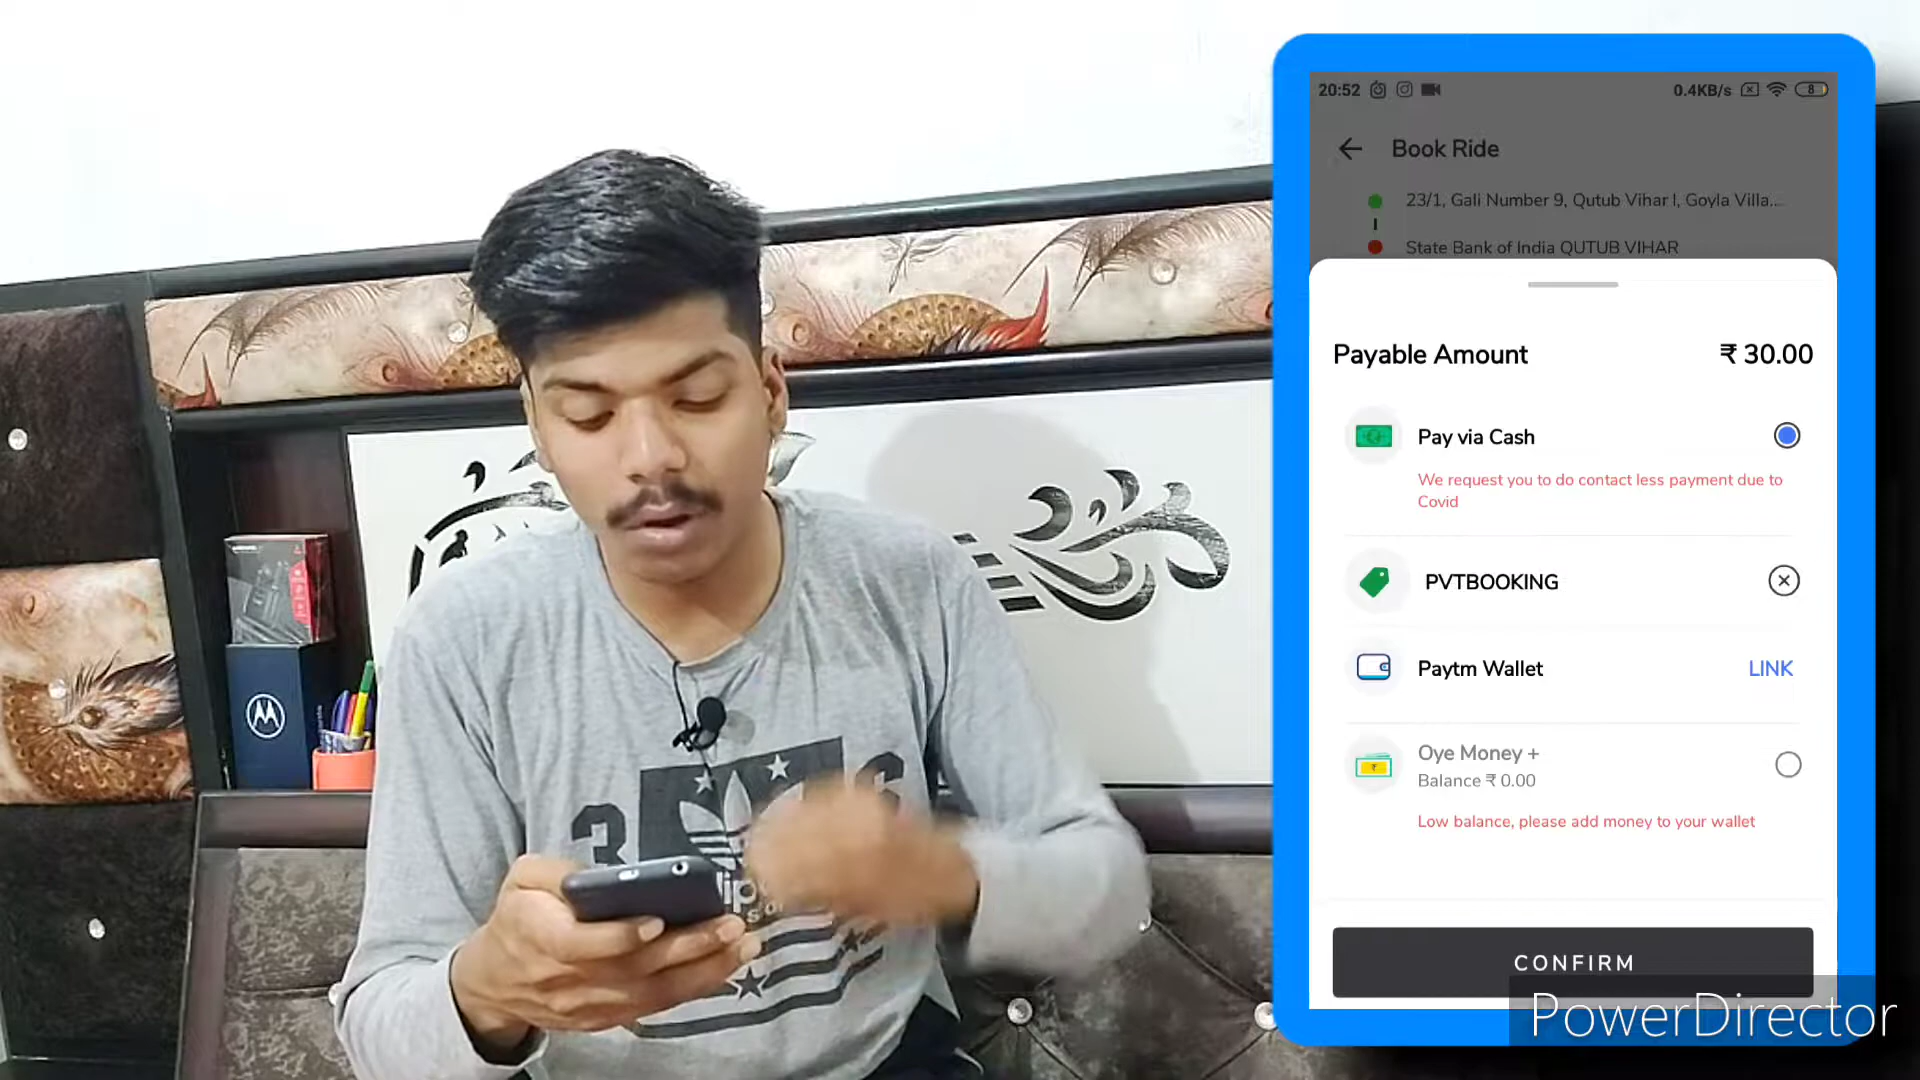 20:52
0.4KB/s
8
Book Ride
23/1, Gali Number 9, Qutub Vihar I, Goyla Villa...
State Bank of India QUTUB VIHAR
Payable Amount
₹ 30.00
Pay via Cash
We request you to do contact less payment due to
Covid
PVTBOOKING
Paytm Wallet
LINK
Oye Money +
Balance ₹ 0.00
Low balance, please add money to your wallet
CONFIRM
PowerDirector
3
6